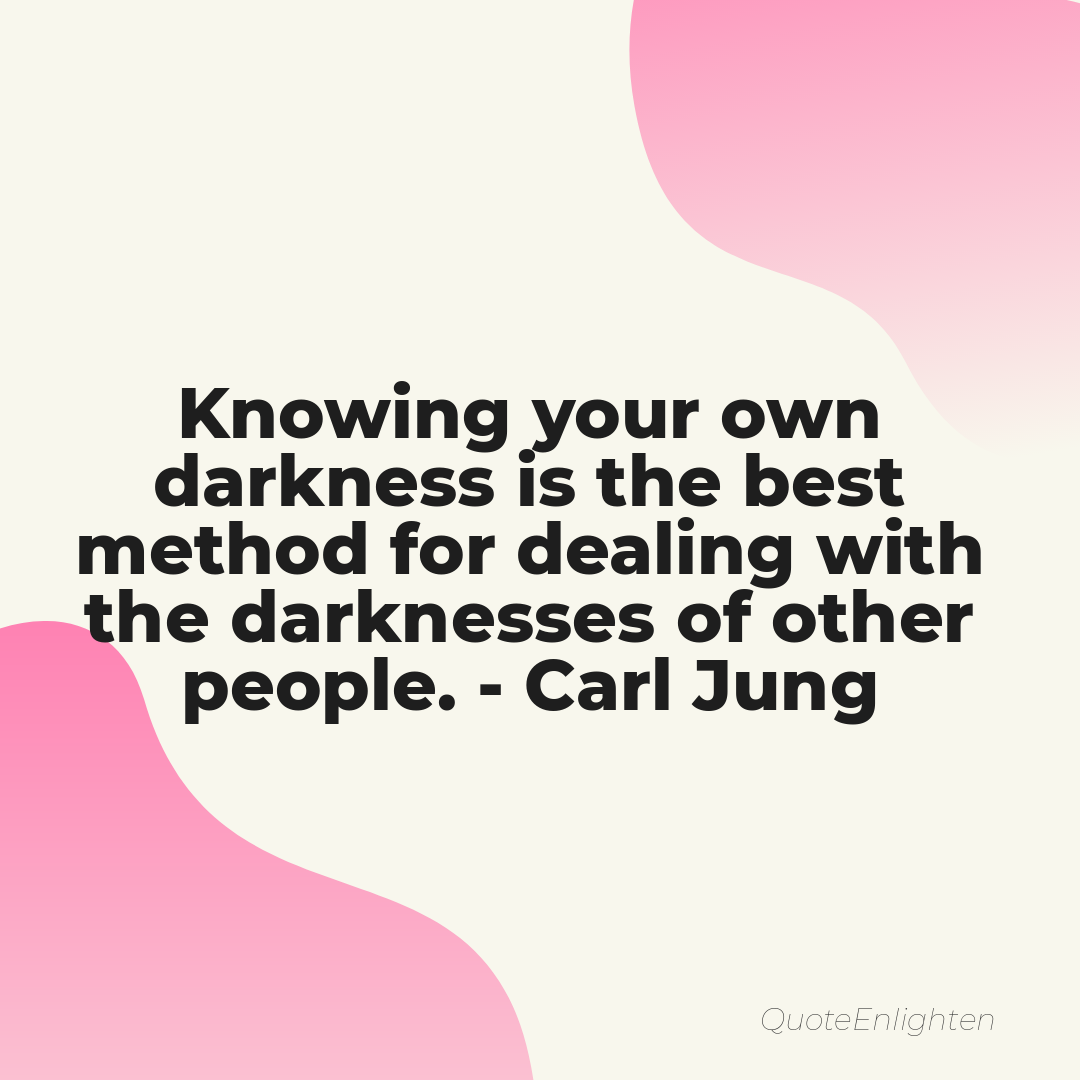 Knowing your own
darkness is the best
method for dealing with
the darknesses of other
people. - Carl Jung
QuoteEnlighten